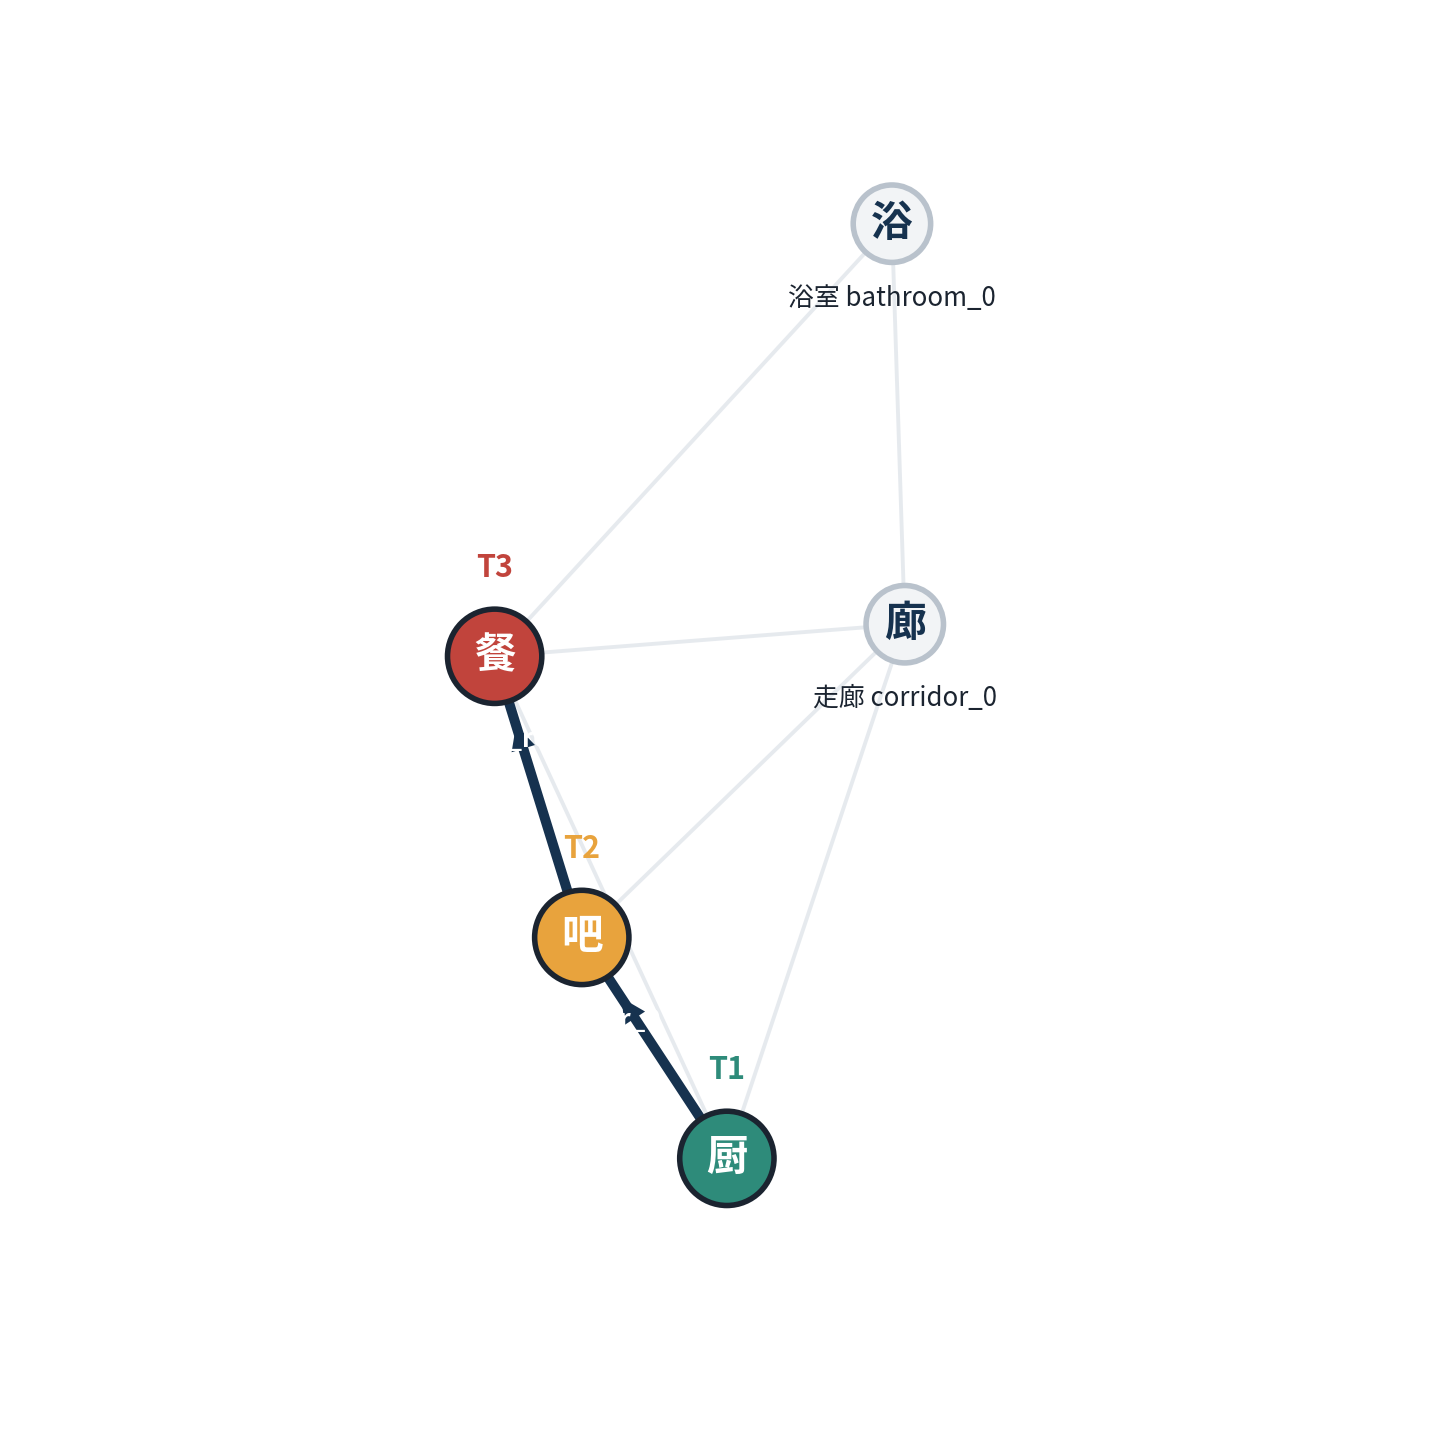 浴
浴室 bathroom_0
T3
廊
餐
走廊 corridor_0
T2
吧
T1
厨